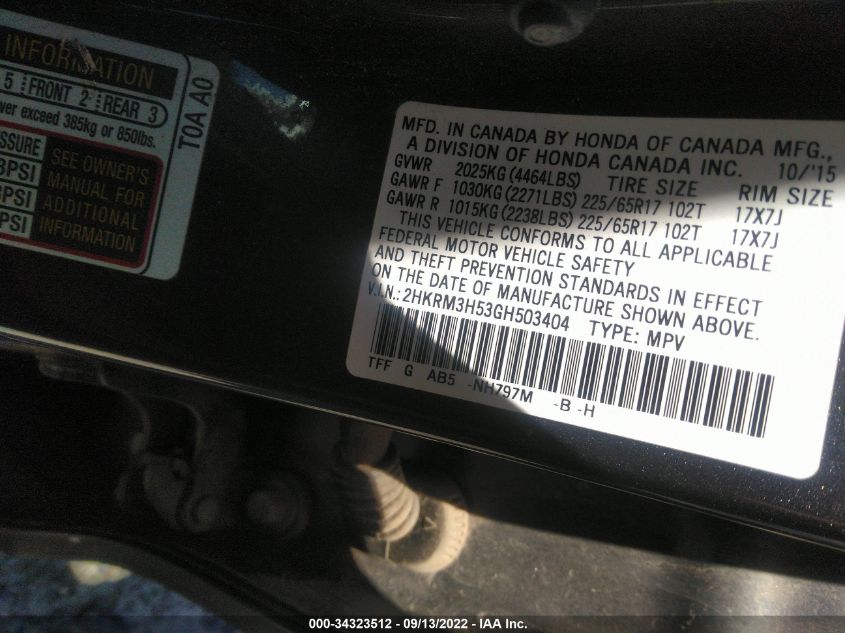 INFORMATION
5 FRONT 2 REAR 3
exceed 385kg or 850lbs.
PSI
PSI
PSI
SEE OWNER'S
MANUAL FOR
ADDITIONAL
INFORMATION
T0A A0
MFD. IN CANADA BY HONDA OF CANADA MFG.,
A DIVISION OF HONDA CANADA INC. 10/'15
GVWR 2025KG (4464LBS) TIRE SIZE RIM SIZE
GAWR F 1030KG (2271LBS) 225/65R17 102T 17X7J
GAWR R 1015KG (2238LBS) 225/65R17 102T 17X7J
THIS VEHICLE CONFORMS TO ALL APPLICABLE
FEDERAL MOTOR VEHICLE SAFETY
AND THEFT PREVENTION STANDARDS IN EFFECT
ON THE DATE OF MANUFACTURE SHOWN ABOVE.
V.I.N.: 2HKRM3H53GH503404 TYPE: MPV
TFF G AB5 -NH797M -B -H
000-34323512 - 09/13/2022 - IAA Inc.